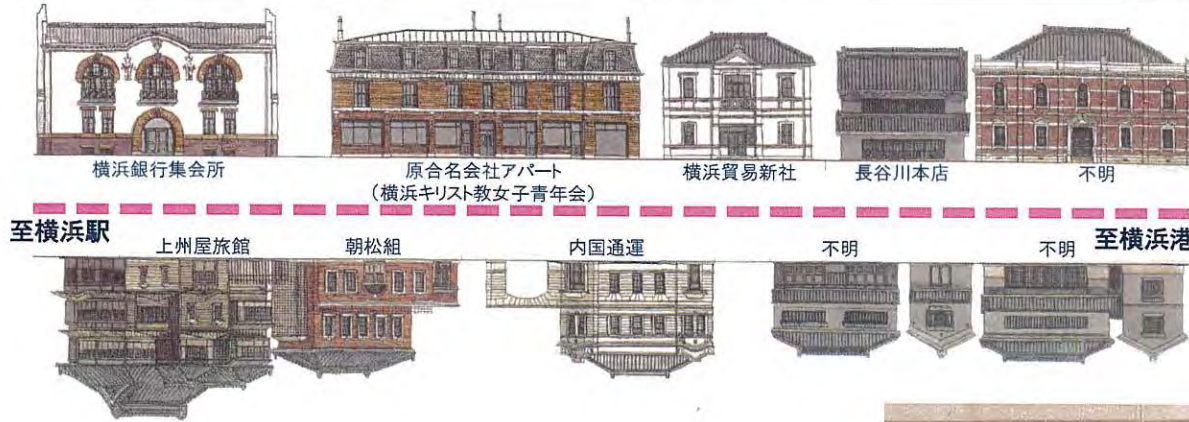 横浜銀行集会所
原合名会社アパート
(横浜キリスト教女子青年会)
横浜貿易新社
長谷川本店
不明
至横浜駅
至横浜港
上州屋旅館
朝松組
内国通運
不明
不明